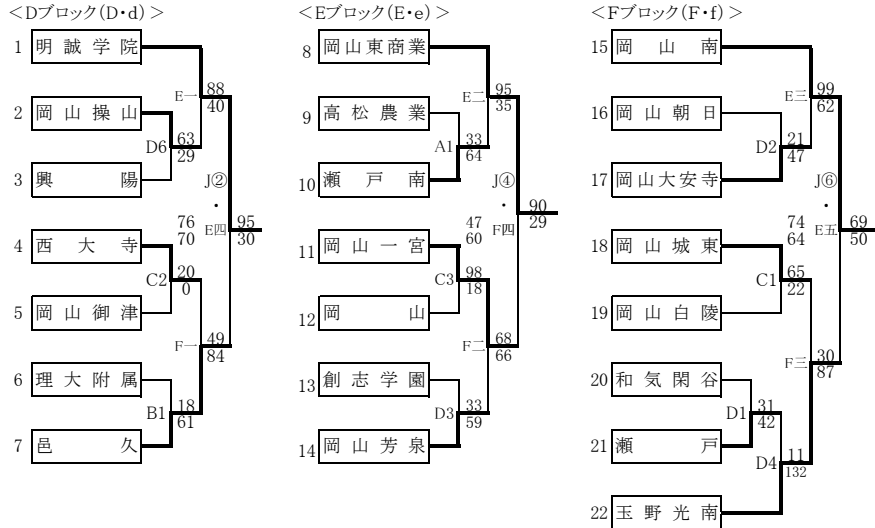 <Dブロック(D・d)>
1 明誠学院
2 岡山操山
3 興陽
4 西大寺
5 岡山御津
6 理大附属
7 邑久
E一
88
40
D6
63
29
J②
・
E四
95
30
76
70
C2
20
0
F一
49
84
B1
18
61
<Eブロック(E・e)>
8 岡山東商業
9 高松農業
10 瀬戸南
11 岡山一宮
12 岡山
13 創志学園
14 岡山芳泉
E二
95
35
A1
33
64
J④
・
F四
90
29
47
60
C3
98
18
F二
68
66
D3
33
59
<Fブロック(F・f)>
15 岡山南
16 岡山朝日
17 岡山大安寺
18 岡山城東
19 岡山白陵
20 和気閑谷
21 瀬戸
22 玉野光南
E三
99
62
D2
21
47
J⑥
・
E五
69
50
74
64
C1
65
22
F三
30
87
D1
31
42
D4
11
132